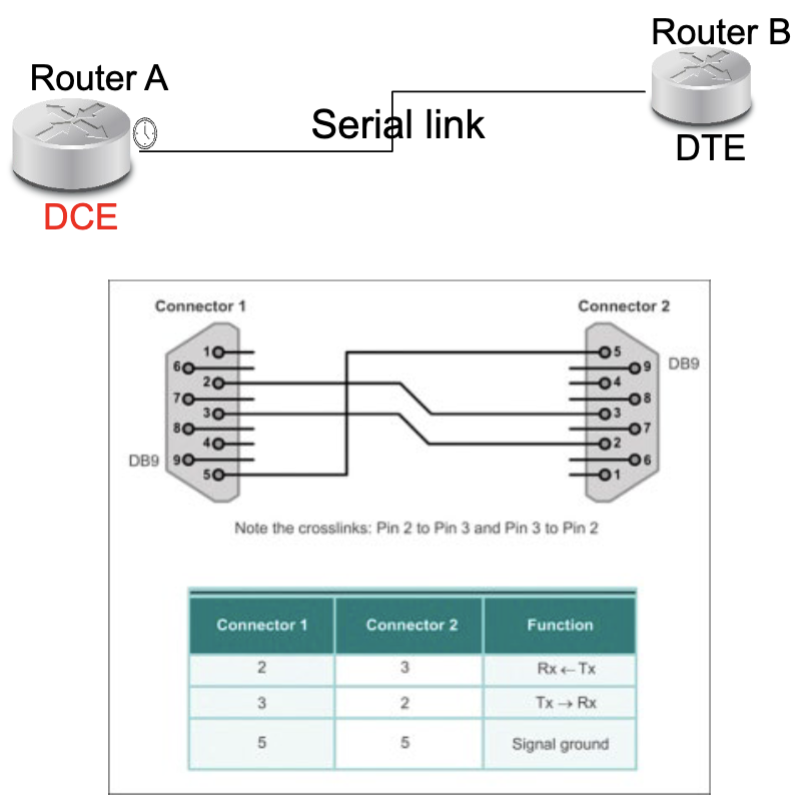 Router B
Router A
Serial link
DTE
DCE
Connector 1
Connector 2
1
5
6
9
DB9
2
4
7
8
3
3
8
7
4
2
DB9
9
6
5
1
Note the crosslinks: Pin 2 to Pin 3 and Pin 3 to Pin 2
Connector 1 Connector 2 Function
2 3 Rx ← Tx
3 2 Tx → Rx
5 5 Signal ground